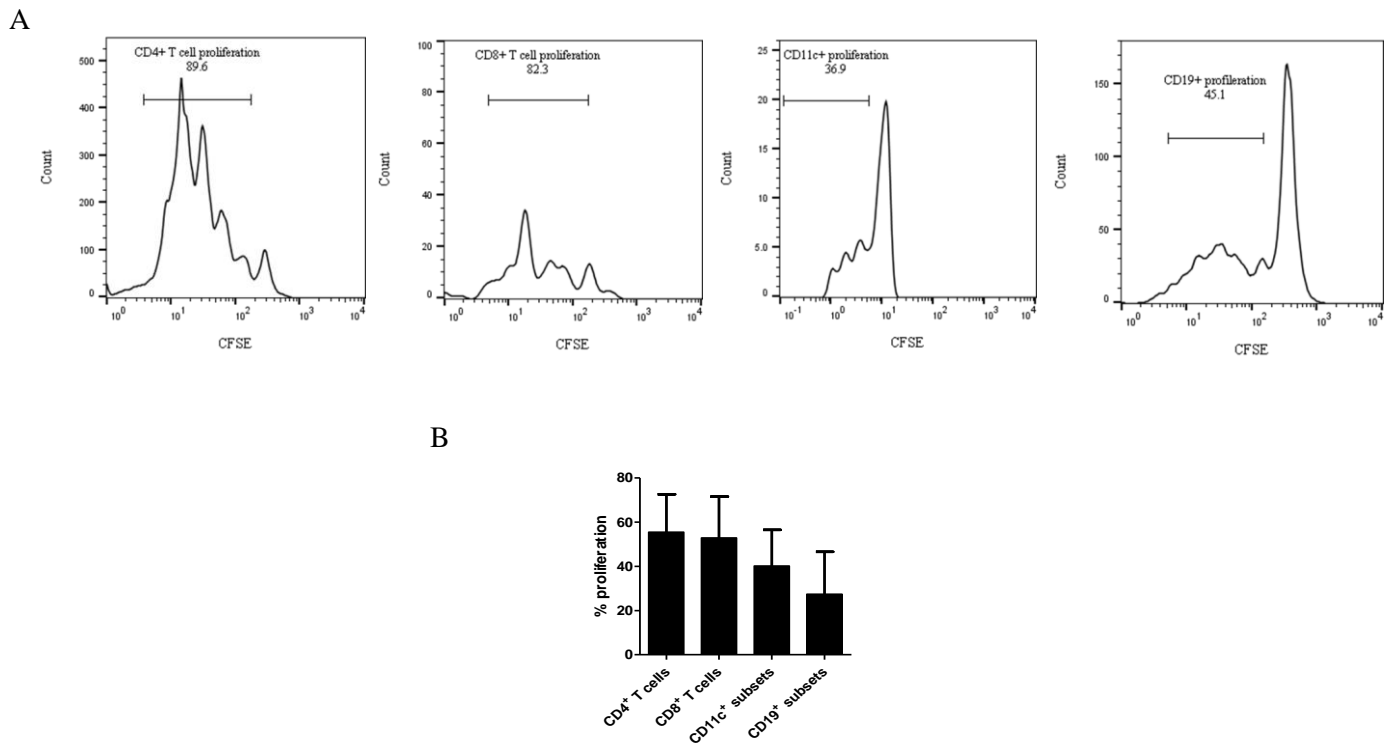 A
CD4+ T cell proliferation
89.6
500
400
300
200
100
0
Count
10^0
10^1
10^2
10^3
10^4
CFSE
CD8+ T cell proliferation
82.3
100
80
60
40
20
0
Count
10^0
10^1
10^2
10^3
10^4
CFSE
CD11c+ proliferation
36.9
25
20
15
10
5.0
0
Count
10^-1
10^0
10^1
10^2
10^3
10^4
CFSE
CD19+ profileration
45.1
150
100
50
0
Count
10^0
10^1
10^2
10^3
10^4
CFSE
B
80
60
40
20
0
% proliferation
CD4+ T cells
CD8+ T cells
CD11c+ subsets
CD19+ subsets